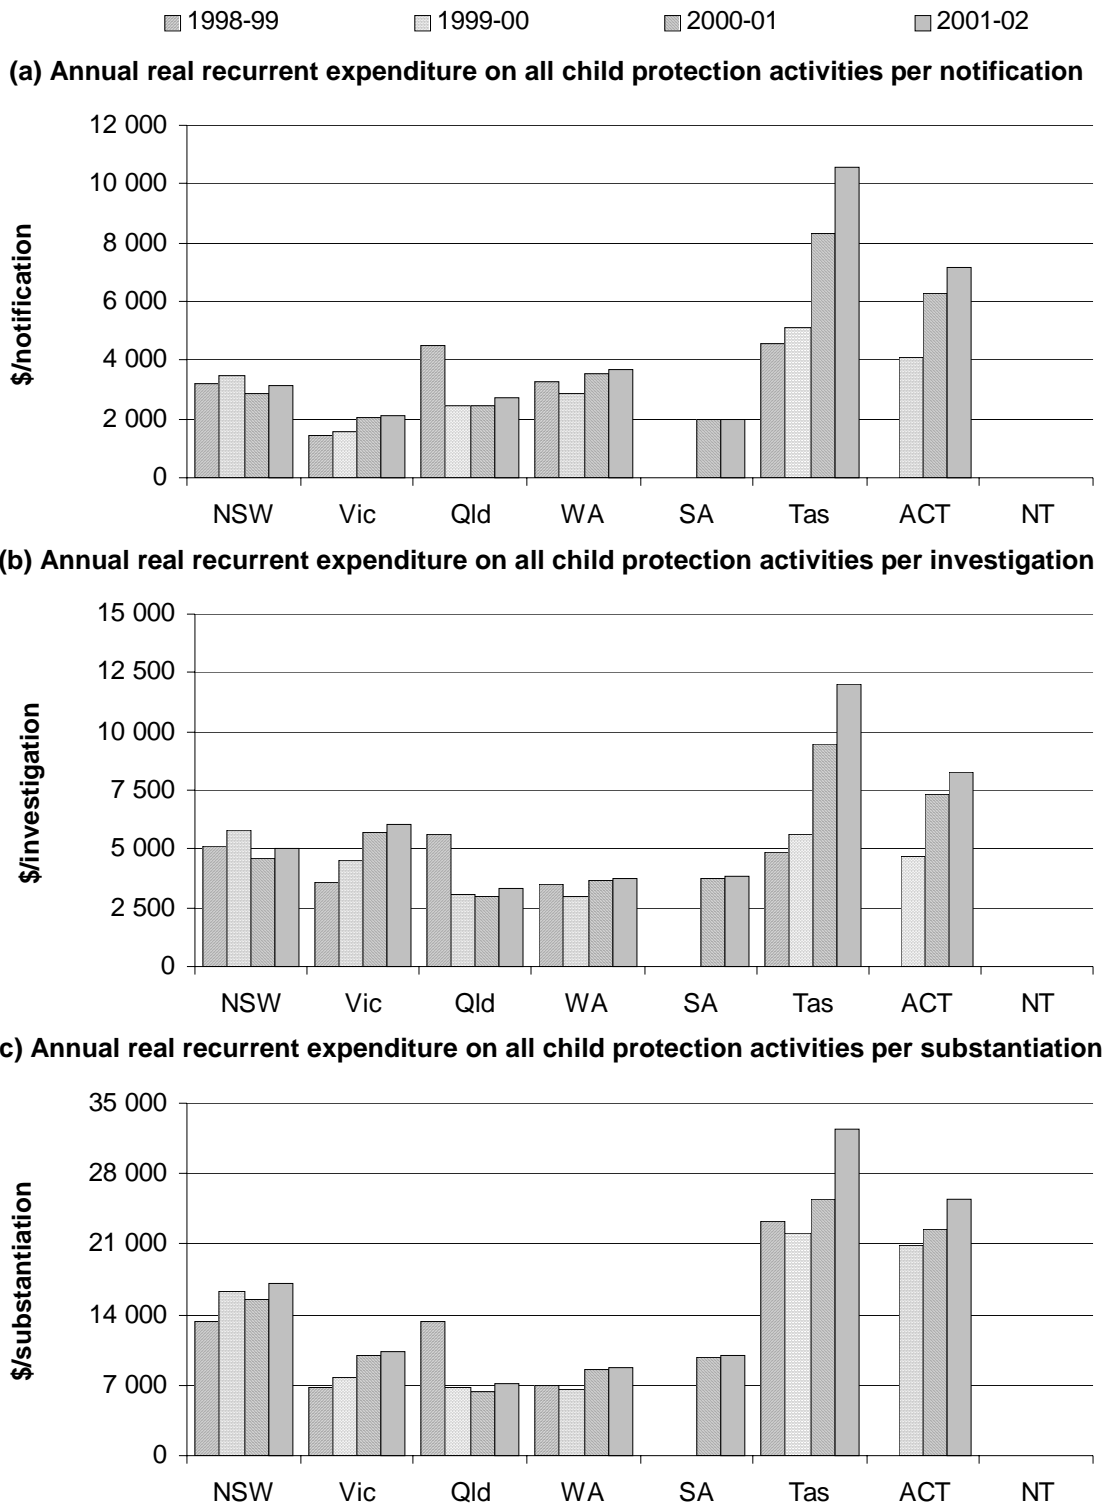 1998-99 1999-00 2000-01 2001-02
(a) Annual real recurrent expenditure on all child protection activities per notification
12 000
10 000
8 000
6 000
4 000
2 000
0
$/notification
NSW Vic Qld WA SA Tas ACT NT
(b) Annual real recurrent expenditure on all child protection activities per investigation
15 000
12 500
10 000
7 500
5 000
2 500
0
$/investigation
NSW Vic Qld WA SA Tas ACT NT
c) Annual real recurrent expenditure on all child protection activities per substantiation
35 000
28 000
21 000
14 000
7 000
0
$/substantiation
NSW Vic Qld WA SA Tas ACT NT